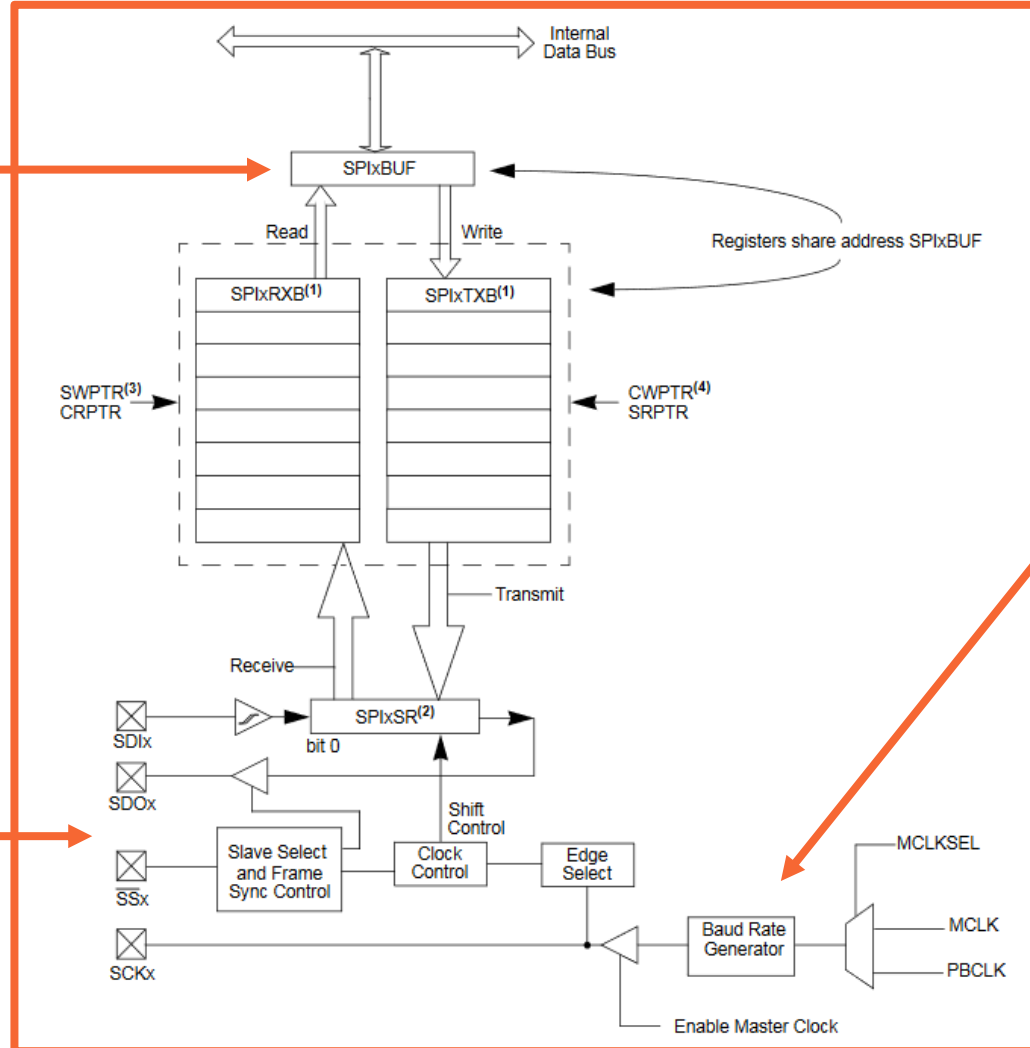 Internal
Data Bus
SPIxBUF
Read
Write
Registers share address SPIxBUF
SPIxRXB(1)
SPIxTXB(1)
SWPTR(3)
CRPTR
CWPTR(4)
SRPTR
Transmit
Receive
SPIxSR(2)
bit 0
SDIx
SDOx
Shift
Control
Slave Select
and Frame
Sync Control
Clock
Control
Edge
Select
SSx
MCLKSEL
Baud Rate
Generator
MCLK
PBCLK
SCKx
Enable Master Clock